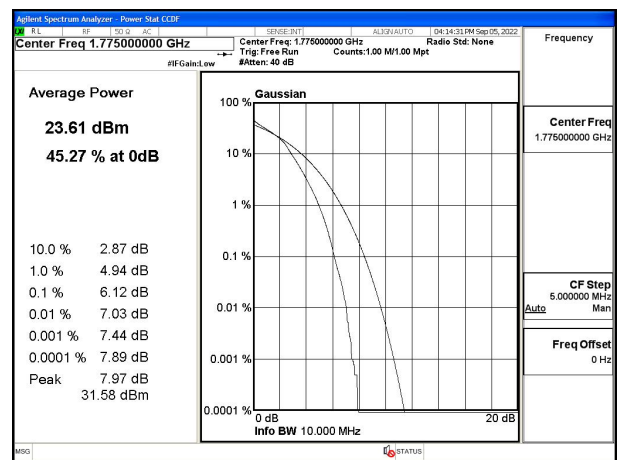 Agilent Spectrum Analyzer - Power Stat CCDF
LXI RL RF 50 Ω AC SENSE:INT ALIGN AUTO 04:14:31 PM Sep 05, 2022
Center Freq 1.775000000 GHz
Center Freq: 1.775000000 GHz Radio Std: None
Trig: Free Run Counts:1.00 M/1.00 Mpt
#IFGain:Low #Atten: 40 dB
Frequency
Average Power
23.61 dBm
45.27 % at 0dB
10.0 % 2.87 dB
1.0 % 4.94 dB
0.1 % 6.12 dB
0.01 % 7.03 dB
0.001 % 7.44 dB
0.0001 % 7.89 dB
Peak 7.97 dB
31.58 dBm
Gaussian
100 %
10 %
1 %
0.1 %
0.01 %
0.001 %
0.0001 %
0 dB 20 dB
Info BW 10.000 MHz
Center Freq
1.775000000 GHz
CF Step
5.000000 MHz
Auto Man
Freq Offset
0 Hz
MSG STATUS